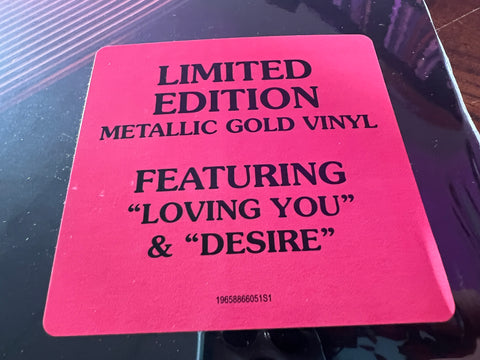 LIMITED
EDITION
METALLIC GOLD VINYL
FEATURING
“LOVING YOU”
& “DESIRE”
19658866051S1